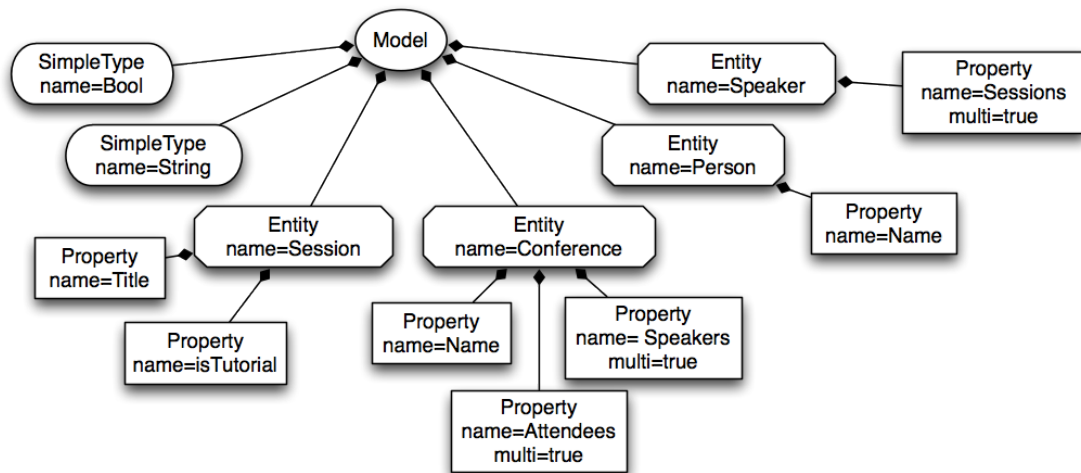 Model
SimpleType
name=Bool
Entity
name=Speaker
Property
name=Sessions
multi=true
SimpleType
name=String
Entity
name=Person
Property
name=Name
Entity
name=Session
Entity
name=Conference
Property
name=Title
Property
name=isTutorial
Property
name=Name
Property
name= Speakers
multi=true
Property
name=Attendees
multi=true